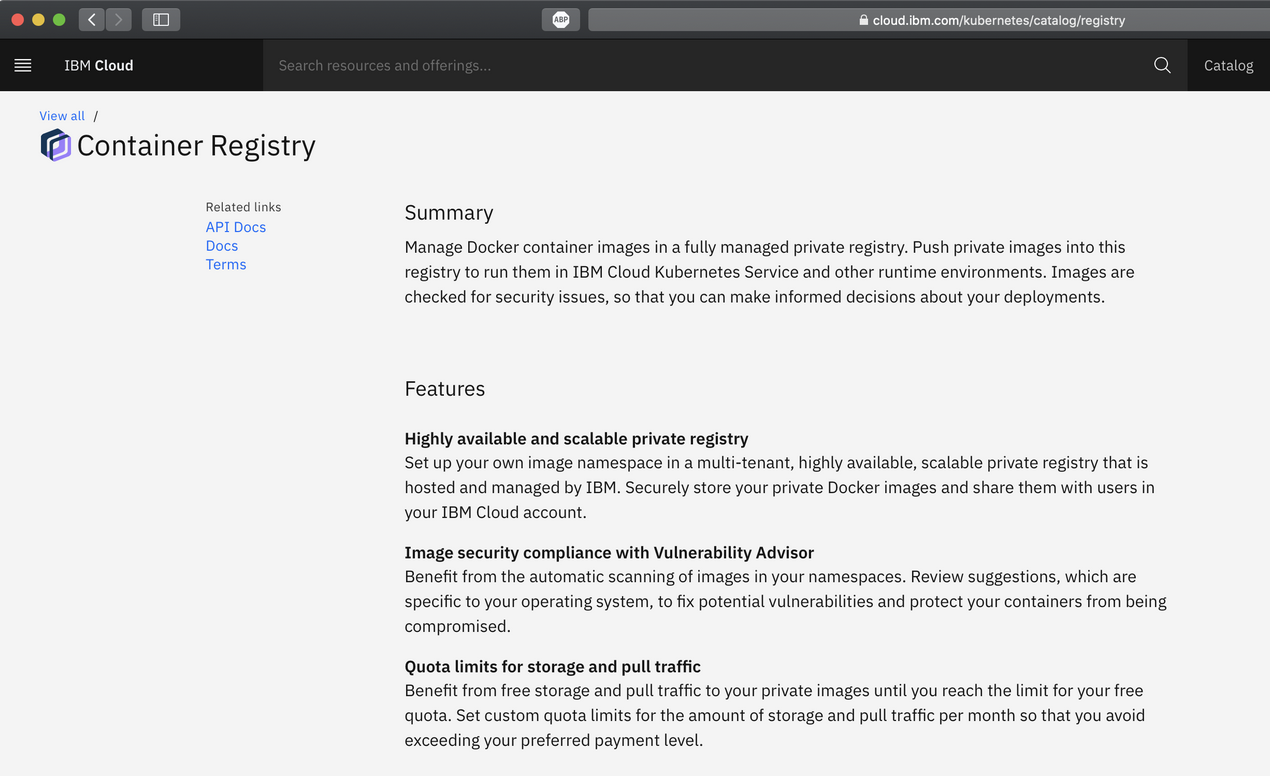 ABP
cloud.ibm.com/kubernetes/catalog/registry
IBM Cloud
Search resources and offerings...
Catalog
View all /
Container Registry
Related links
API Docs
Docs
Terms
Summary
Manage Docker container images in a fully managed private registry. Push private images into this
registry to run them in IBM Cloud Kubernetes Service and other runtime environments. Images are
checked for security issues, so that you can make informed decisions about your deployments.
Features
Highly available and scalable private registry
Set up your own image namespace in a multi-tenant, highly available, scalable private registry that is
hosted and managed by IBM. Securely store your private Docker images and share them with users in
your IBM Cloud account.
Image security compliance with Vulnerability Advisor
Benefit from the automatic scanning of images in your namespaces. Review suggestions, which are
specific to your operating system, to fix potential vulnerabilities and protect your containers from being
compromised.
Quota limits for storage and pull traffic
Benefit from free storage and pull traffic to your private images until you reach the limit for your free
quota. Set custom quota limits for the amount of storage and pull traffic per month so that you avoid
exceeding your preferred payment level.